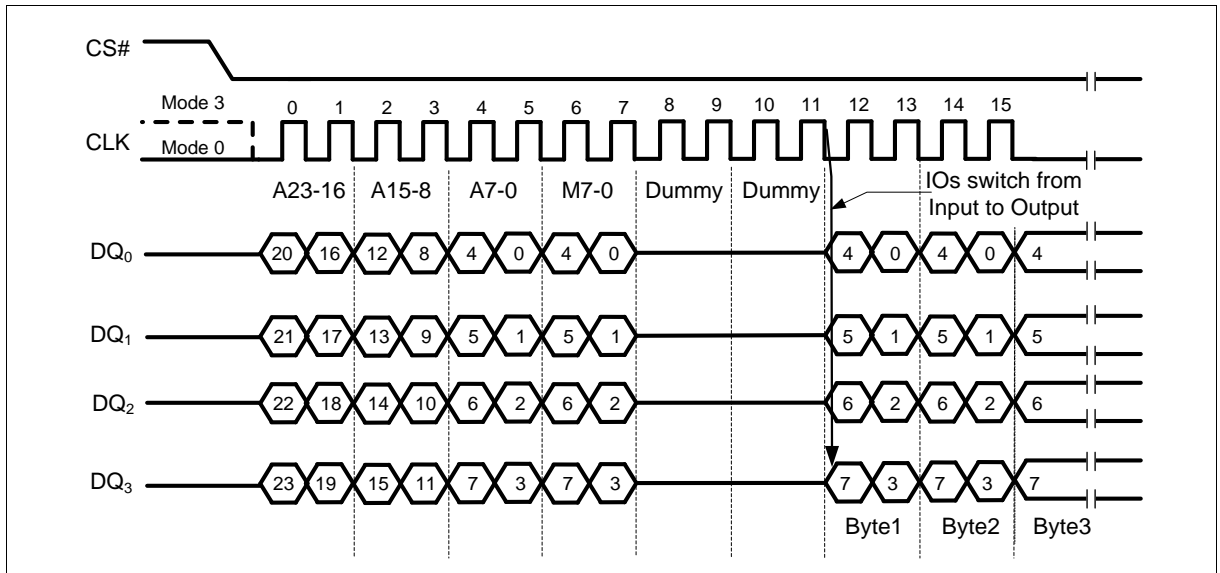 CS#
Mode 3
0 1 2 3 4 5 6 7 8 9 10 11 12 13 14 15
CLK
Mode 0
A23-16 A15-8 A7-0 M7-0 Dummy Dummy
IOs switch from
Input to Output
DQ0 20 16 12 8 4 0 4 0 4 0 4 0 4
DQ1 21 17 13 9 5 1 5 1 5 1 5 1 5
DQ2 22 18 14 10 6 2 6 2 6 2 6 2 6
DQ3 23 19 15 11 7 3 7 3 7 3 7 3 7
Byte1 Byte2 Byte3